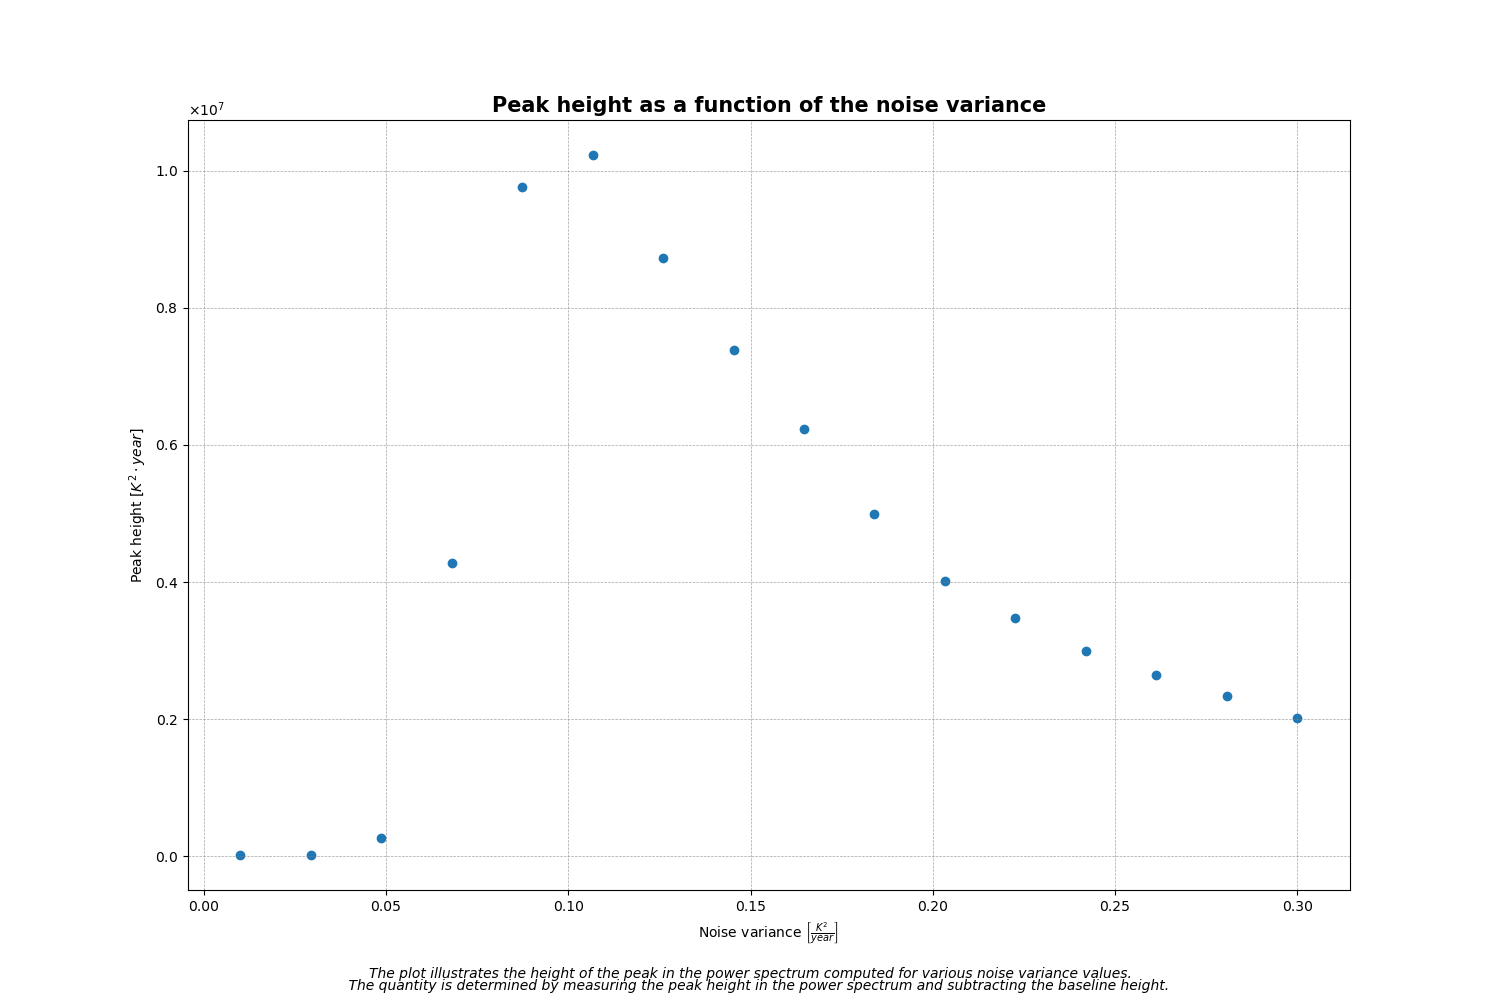 Peak height as a function of the noise variance
×10⁷
1.0
0.8
0.6
0.4
0.2
0.0
Peak height [K² · year]
0.00 0.05 0.10 0.15 0.20 0.25 0.30
Noise variance [K²/year]
The plot illustrates the height of the peak in the power spectrum computed for various noise variance values.
The quantity is determined by measuring the peak height in the power spectrum and subtracting the baseline height.